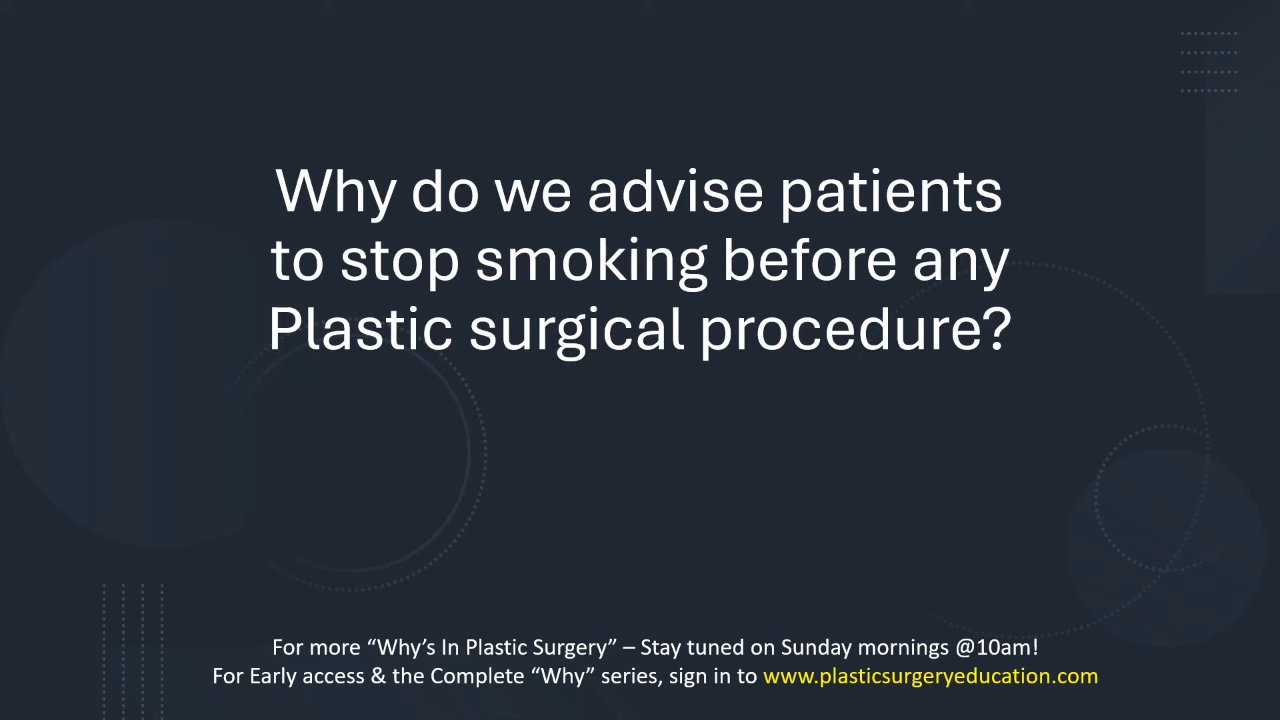 Why do we advise patients
to stop smoking before any
Plastic surgical procedure?
For more “Why’s In Plastic Surgery” – Stay tuned on Sunday mornings @10am!
For Early access & the Complete “Why” series, sign in to www.plasticsurgeryeducation.com